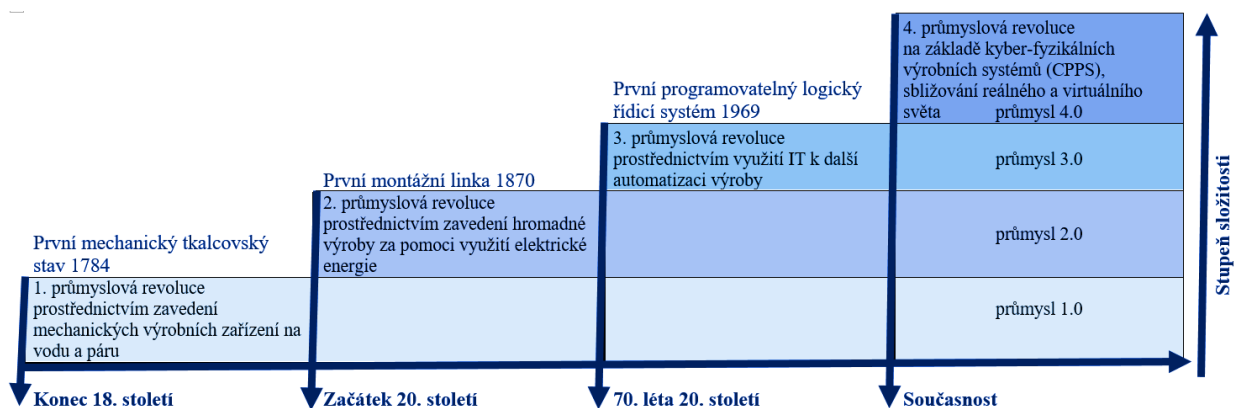 4. průmyslová revoluce
na základě kyber-fyzikálních
výrobních systémů (CPPS),
sbližování reálného a virtuálního
světa průmysl 4.0
První programovatelný logický
řídicí systém 1969
3. průmyslová revoluce
prostřednictvím využití IT k další
automatizaci výroby
průmysl 3.0
První montážní linka 1870
2. průmyslová revoluce
prostřednictvím zavedení hromadné
výroby za pomoci využití elektrické
energie
průmysl 2.0
První mechanický tkalcovský
stav 1784
1. průmyslová revoluce
prostřednictvím zavedení
mechanických výrobních zařízení na
vodu a páru
průmysl 1.0
Stupeň složitosti
Konec 18. století
Začátek 20. století
70. léta 20. století
Současnost